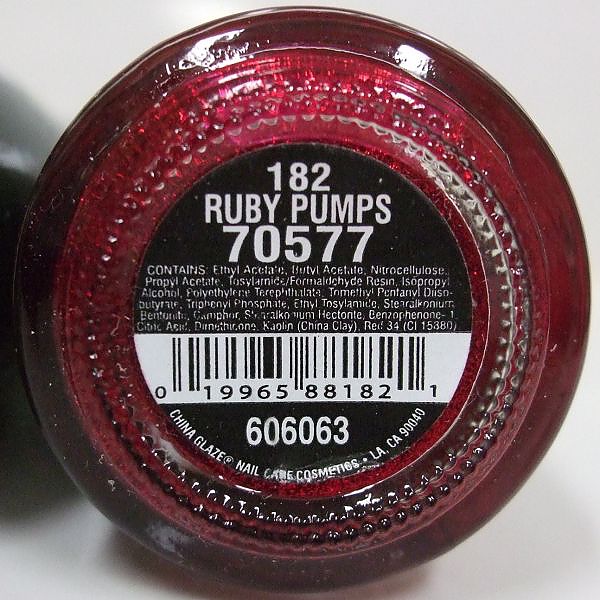 182
RUBY PUMPS
70577
CONTAINS: Ethyl Acetate, Butyl Acetate, Nitrocellulose,
Propyl Acetate, Tosylamide/Formaldehyde Resin, Isopropyl
Alcohol, Polyethylene Terephthalate, Trimethyl Pentanyl Diiso-
butyrate, Triphenyl Phosphate, Ethyl Tosylamide, Stearalkonium
Bentonite, Camphor, Stearalkonium Hectorite, Benzophenone- 1,
Citric Acid, Dimethicone, Kaolin (China Clay), Red 34 (CI 15880)
0 19965 88182 1
606063
CHINA GLAZE® NAIL CARE COSMETICS • LA, CA 90040